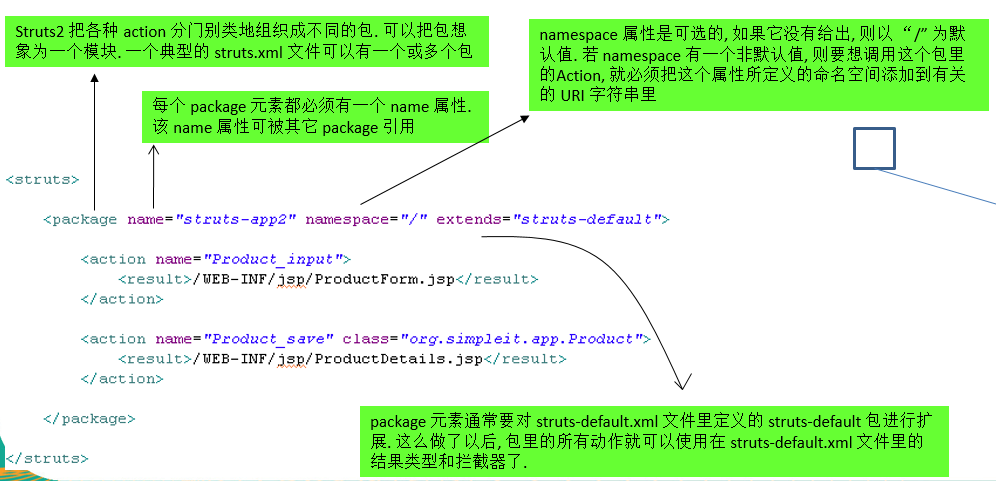 Struts2 把各种 action 分门别类地组织成不同的包. 可以把包想
象为一个模块. 一个典型的 struts.xml 文件可以有一个或多个包
namespace 属性是可选的, 如果它没有给出, 则以 “/” 为默
认值. 若 namespace 有一个非默认值, 则要想调用这个包里
的Action, 就必须把这个属性所定义的命名空间添加到有关
的 URI 字符串里
每个 package 元素都必须有一个 name 属性.
该 name 属性可被其它 package 引用
<struts>
<package name="struts-app2" namespace="/" extends="struts-default">
<action name="Product_input">
<result>/WEB-INF/jsp/ProductForm.jsp</result>
</action>
<action name="Product_save" class="org.simpleit.app.Product">
<result>/WEB-INF/jsp/ProductDetails.jsp</result>
</action>
</package>
</struts>
package 元素通常要对 struts-default.xml 文件里定义的 struts-default 包进行扩
展. 这么做了以后, 包里的所有动作就可以使用在 struts-default.xml 文件里的
结果类型和拦截器了.